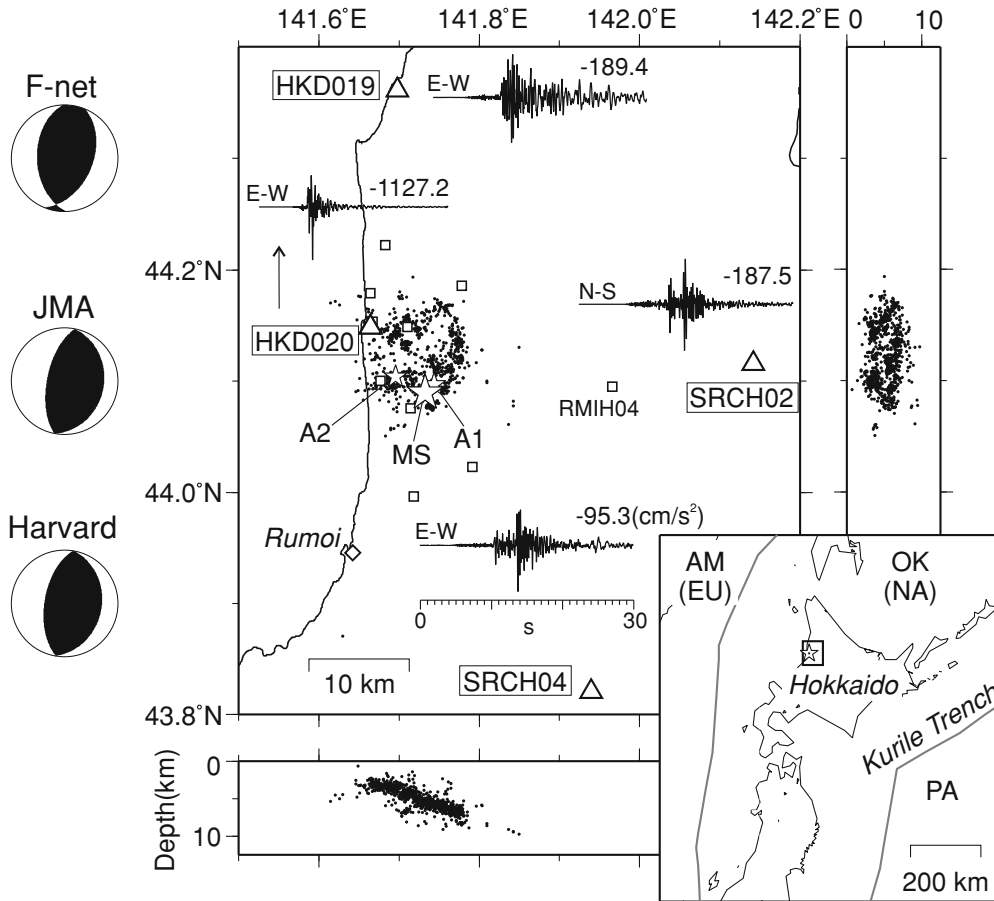 141.6°E 141.8°E 142.0°E 142.2°E 0 10
F-net
HKD019
E-W
-189.4
E-W
-1127.2
44.2°N
JMA
N-S
-187.5
HKD020
SRCH02
RMIH04
A2
MS
A1
44.0°N
Harvard
Rumoi
E-W
-95.3(cm/s²)
0 30
s
10 km
SRCH04
43.8°N
AM
(EU)
OK
(NA)
Hokkaido
Kurile Trench
PA
200 km
Depth(km)
0
10